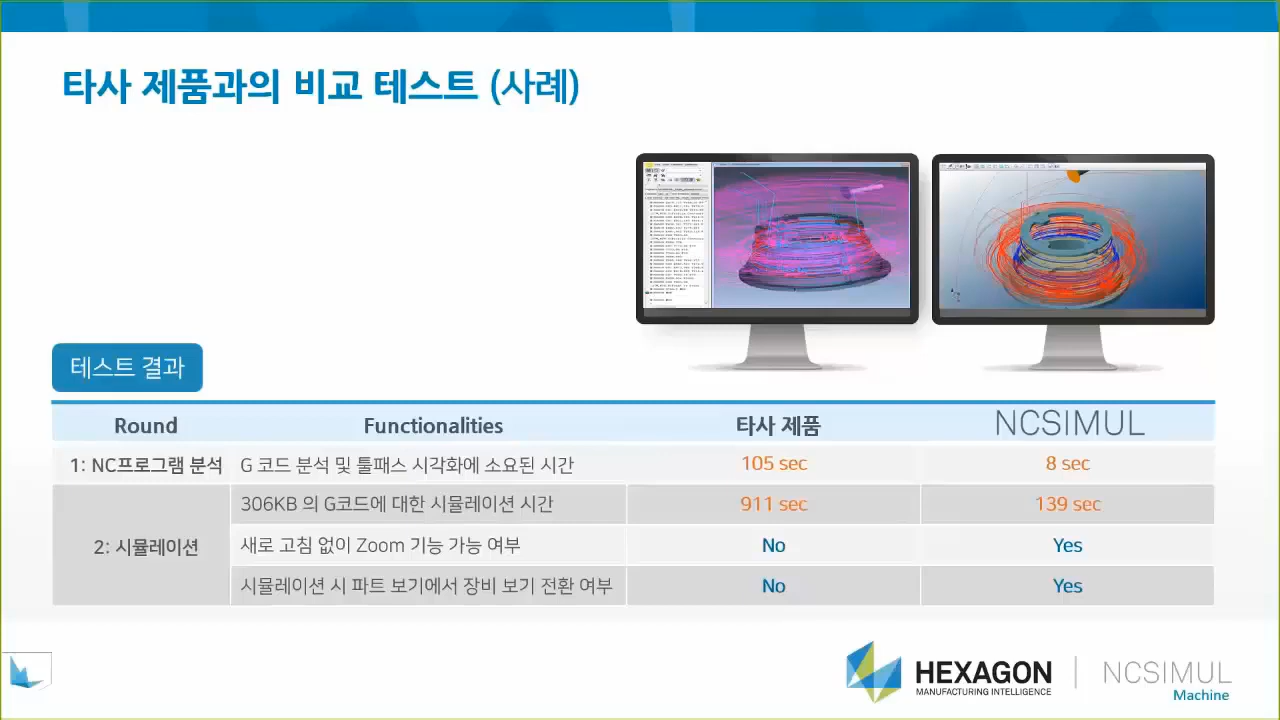 타사 제품과의 비교 테스트 (사례)
테스트 결과
Round Functionalities 타사 제품 NCSIMUL
1: NC프로그램 분석 G 코드 분석 및 툴패스 시각화에 소요된 시간 105 sec 8 sec
2: 시뮬레이션 306KB 의 G코드에 대한 시뮬레이션 시간 911 sec 139 sec
새로 고침 없이 Zoom 기능 가능 여부 No Yes
시뮬레이션 시 파트 보기에서 장비 보기 전환 여부 No Yes
HEXAGON
MANUFACTURING INTELLIGENCE
NCSIMUL
Machine